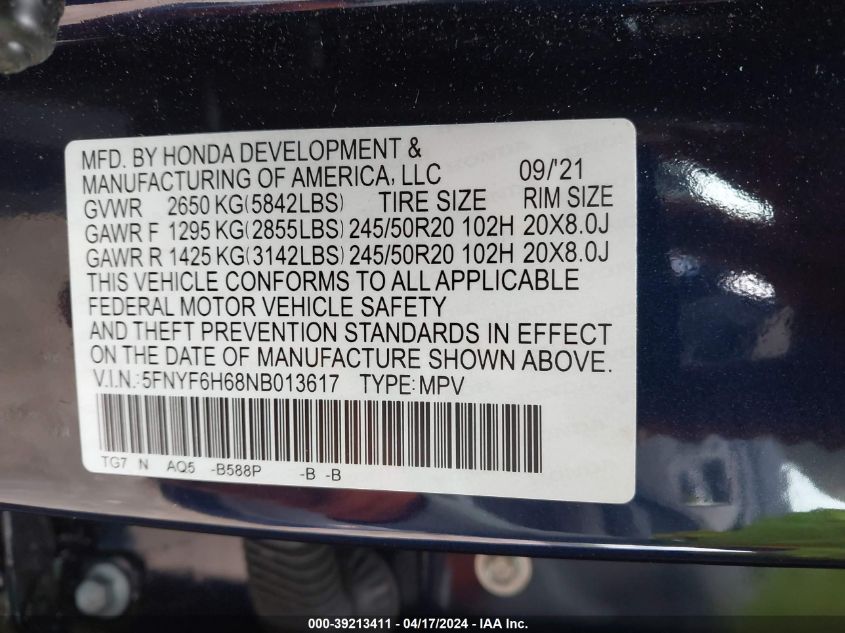 MFD. BY HONDA DEVELOPMENT &
MANUFACTURING OF AMERICA, LLC 09/'21
GVWR 2650 KG(5842LBS) TIRE SIZE RIM SIZE
GAWR F 1295 KG(2855LBS) 245/50R20 102H 20X8.0J
GAWR R 1425 KG(3142LBS) 245/50R20 102H 20X8.0J
THIS VEHICLE CONFORMS TO ALL APPLICABLE
FEDERAL MOTOR VEHICLE SAFETY
AND THEFT PREVENTION STANDARDS IN EFFECT
ON THE DATE OF MANUFACTURE SHOWN ABOVE.
V.I.N.:5FNYF6H68NB013617 TYPE:MPV
TG7 N AQ5 -B588P -B -B
000-39213411 - 04/17/2024 - IAAI.COM